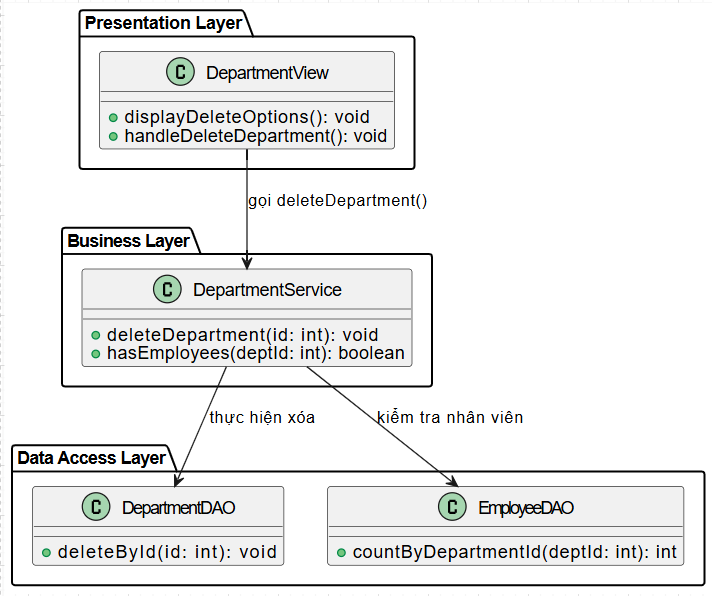 Presentation Layer
C DepartmentView
displayDeleteOptions(): void
handleDeleteDepartment(): void
gọi deleteDepartment()
Business Layer
C DepartmentService
deleteDepartment(id: int): void
hasEmployees(deptId: int): boolean
thực hiện xóa
kiểm tra nhân viên
Data Access Layer
C DepartmentDAO
deleteById(id: int): void
C EmployeeDAO
countByDepartmentId(deptId: int): int